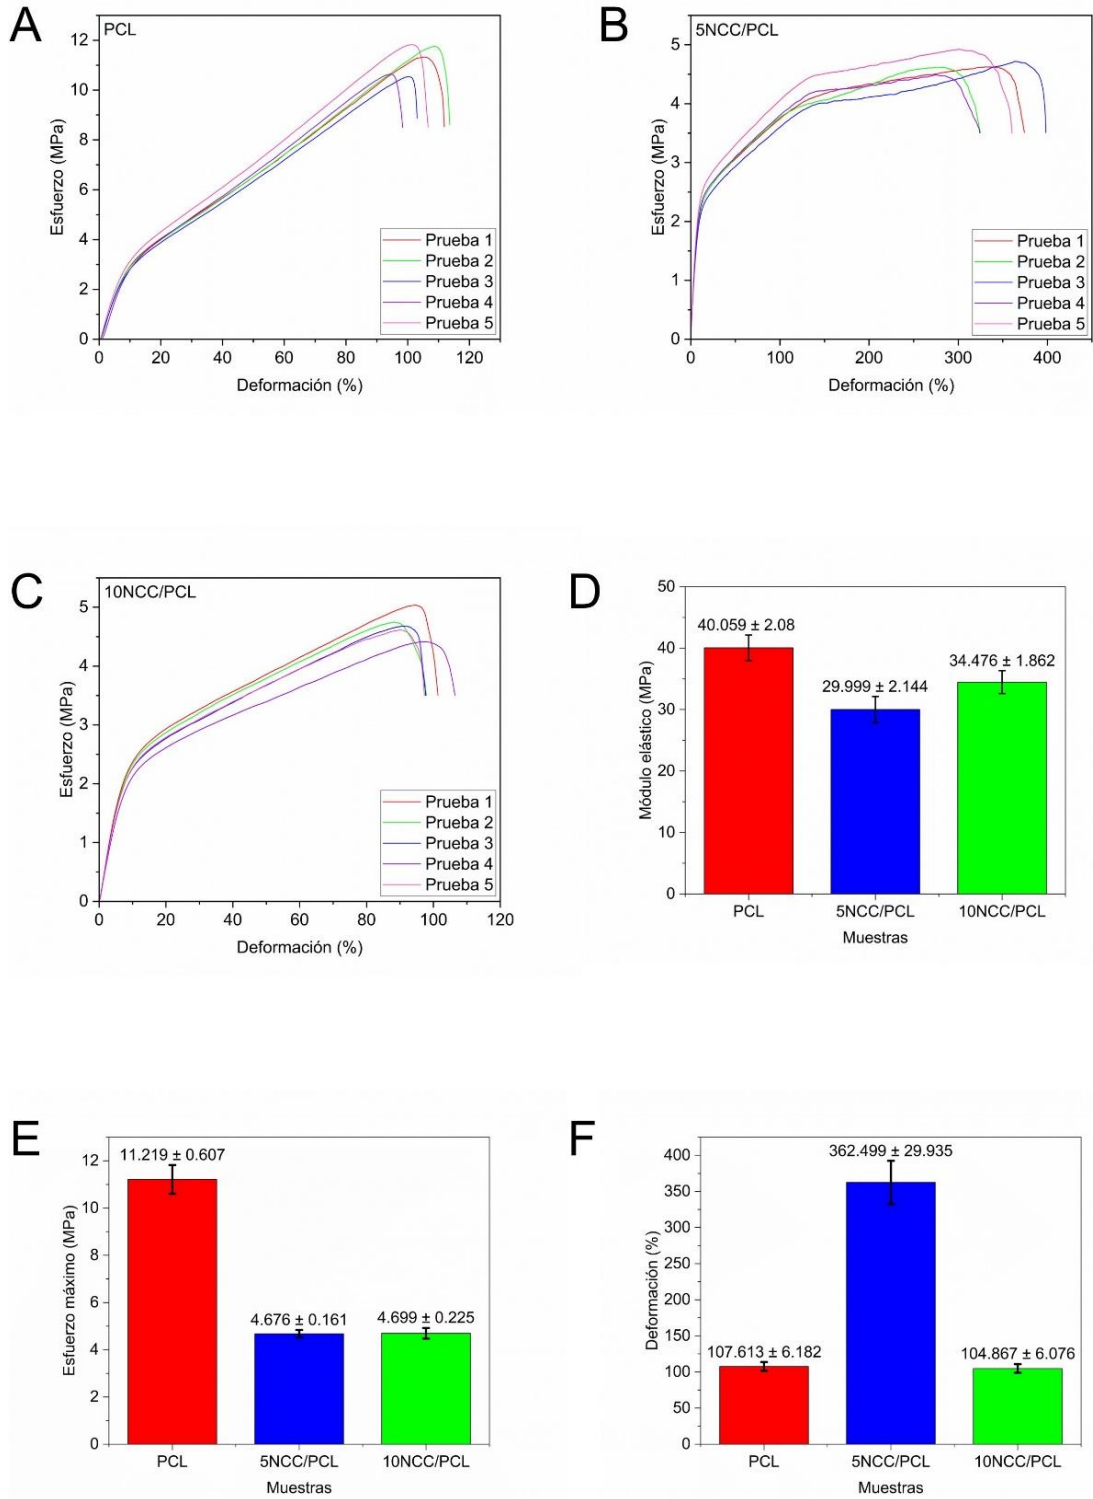 A
PCL
12
10
8
6
4
2
0
0 20 40 60 80 100 120
Esfuerzo (MPa)
Deformación (%)
Prueba 1
Prueba 2
Prueba 3
Prueba 4
Prueba 5
B
5NCC/PCL
5
4
3
2
1
0
0 100 200 300 400
Esfuerzo (MPa)
Deformación (%)
Prueba 1
Prueba 2
Prueba 3
Prueba 4
Prueba 5
C
10NCC/PCL
5
4
3
2
1
0
0 20 40 60 80 100 120
Esfuerzo (MPa)
Deformación (%)
Prueba 1
Prueba 2
Prueba 3
Prueba 4
Prueba 5
D
50
40
30
20
10
0
Módulo elástico (MPa)
40.059 ± 2.08
29.999 ± 2.144
34.476 ± 1.862
PCL 5NCC/PCL 10NCC/PCL
Muestras
E
12
10
8
6
4
2
0
Esfuerzo máximo (MPa)
11.219 ± 0.607
4.676 ± 0.161
4.699 ± 0.225
PCL 5NCC/PCL 10NCC/PCL
Muestras
F
400
350
300
250
200
150
100
50
0
Deformación (%)
107.613 ± 6.182
362.499 ± 29.935
104.867 ± 6.076
PCL 5NCC/PCL 10NCC/PCL
Muestras